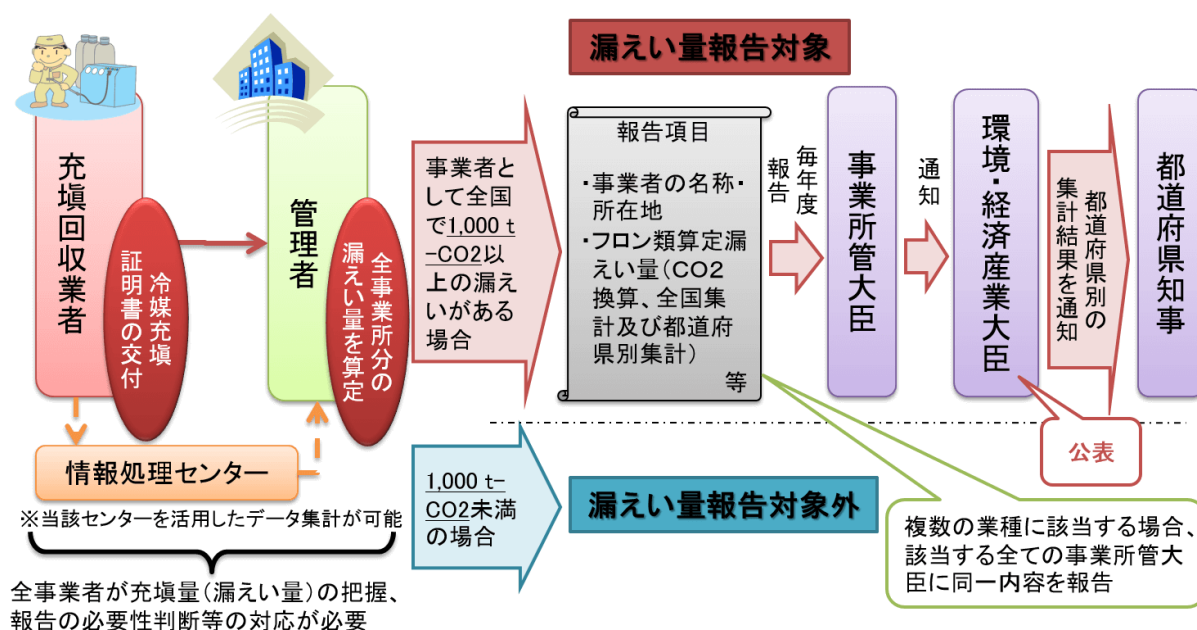 漏えい量報告対象
充塡回収業者
冷媒充塡
証明書の交付
管理者
全事業所分の
漏えい量を算定
事業者と
して全国
で1,000 t
-CO2以
上の漏え
いがある
場合
報告項目
・事業者の名称・
所在地
・フロン類算定漏
えい量(CO2
換算、全国集
計及び都道府
県別集計)
等
毎年度
報告
事業所管大臣
通知
環境・経済産業大臣
都道府県別の
集計結果を通知
都道府県知事
公表
情報処理センター
※当該センターを活用したデータ集計が可能
全事業者が充塡量(漏えい量)の把握、
報告の必要性判断等の対応が必要
1,000 t-
CO2未満
の場合
漏えい量報告対象外
複数の業種に該当する場合、
該当する全ての事業所管大
臣に同一内容を報告